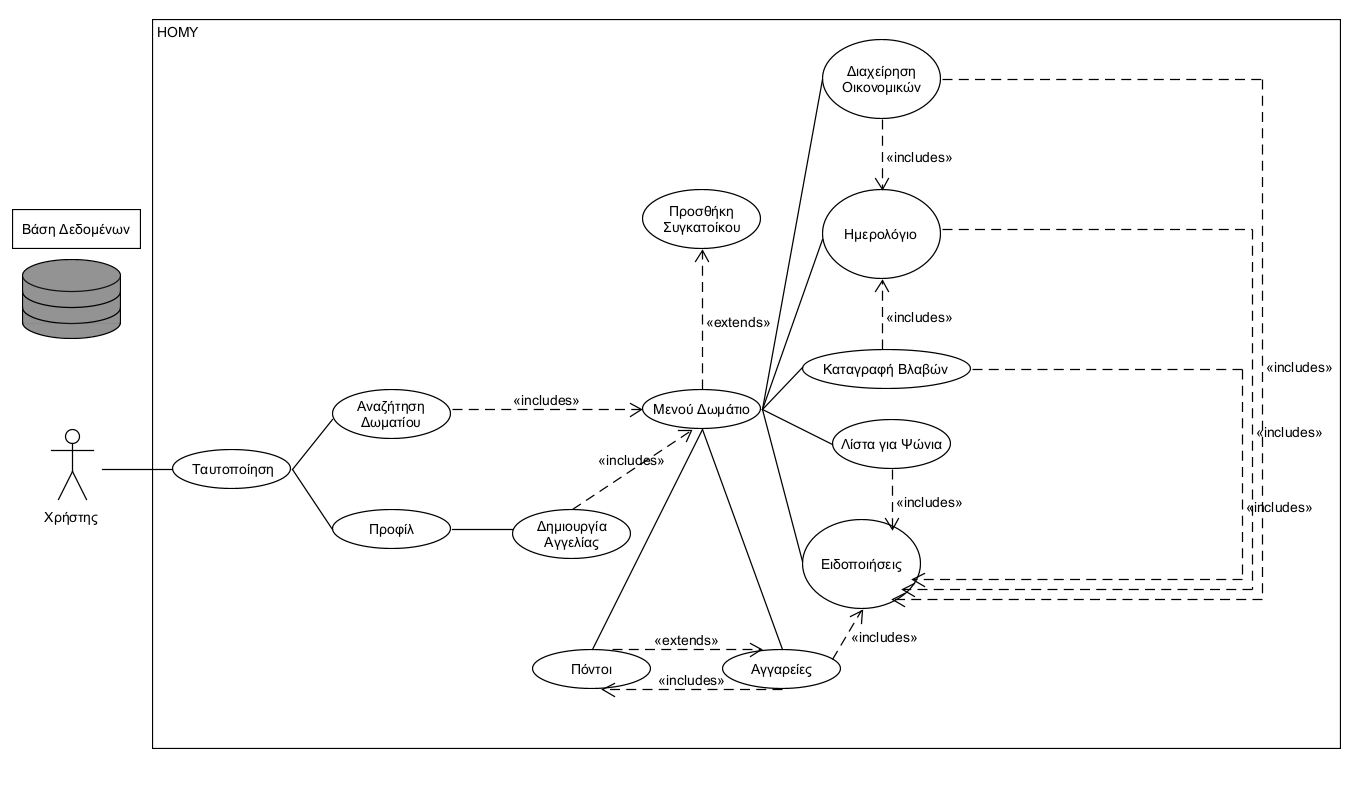 HOMY
Διαχείρηση
Οικονομικών
«includes»
Προσθήκη
Συγκατοίκου
Βάση Δεδομένων
Ημερολόγιο
«includes»
«extends»
Καταγραφή Βλαβών
«includes»
Αναζήτηση
Δωματίου
«includes»
Μενού Δωμάτιο
«includes»
Λίστα για Ψώνια
«includes»
Ταυτοποίηση
«includes»
«includes»
Χρήστης
Προφίλ
Δημιουργία
Αγγελίας
Ειδοποιήσεις
«includes»
«extends»
«includes»
Πόντοι
Αγγαρείες
«includes»